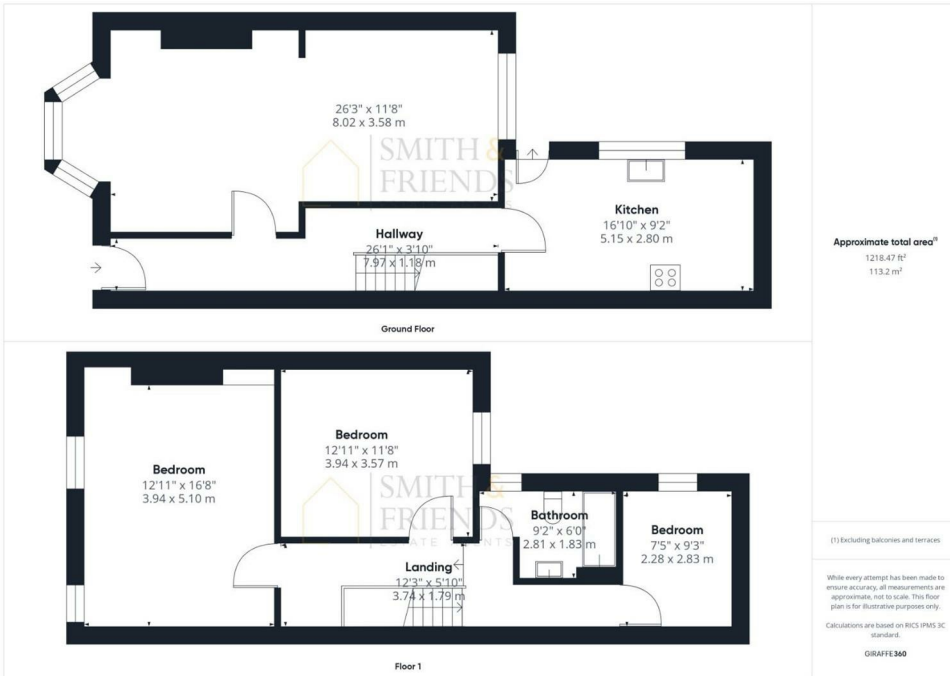 26'3" x 11'8"
8.02 x 3.58 m
SMITH &
FRIENDS
Kitchen
16'10" x 9'2"
5.15 x 2.80 m
Hallway
26'1" x 3'10"
7.97 x 1.18 m
Ground Floor
Approximate total area(1)
1218.47 ft²
113.2 m²
Bedroom
12'11" x 16'8"
3.94 x 5.10 m
Bedroom
12'11" x 11'8"
3.94 x 3.57 m
SMITH &
FRIENDS
ESTATE AGENTS
Bathroom
9'2" x 6'0"
2.81 x 1.83 m
Bedroom
7'5" x 9'3"
2.28 x 2.83 m
Landing
12'3" x 5'10"
3.74 x 1.79 m
Floor 1
(1) Excluding balconies and terraces
While every attempt has been made to
ensure accuracy, all measurements are
approximate, not to scale. This floor
plan is for illustrative purposes only.
Calculations are based on RICS IPMS 3C
standard.
GIRAFFE360